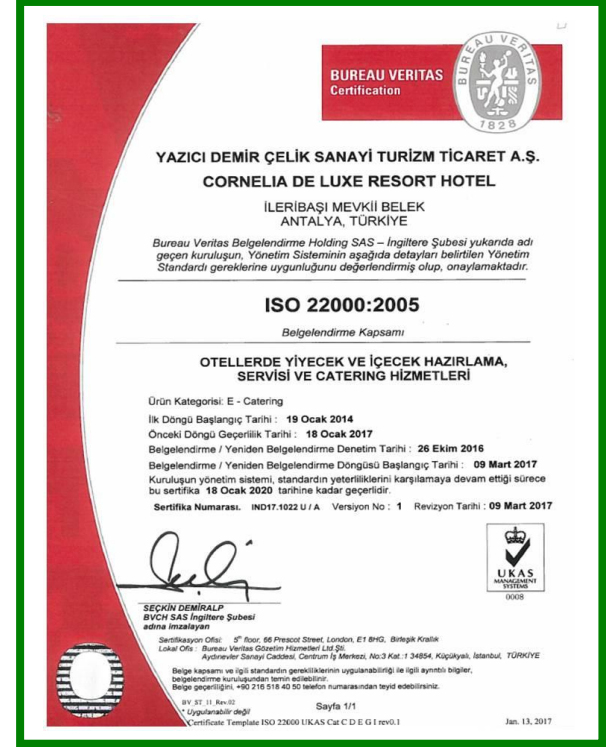 BUREAU VERITAS
Certification
BUREAU VERITAS
1828
YAZICI DEMİR ÇELİK SANAYİ TURİZM TİCARET A.Ş.
CORNELIA DE LUXE RESORT HOTEL
İLERİBAŞI MEVKİİ BELEK
ANTALYA, TÜRKİYE
Bureau Veritas Belgelendirme Holding SAS – İngiltere Şubesi yukarıda adı
geçen kuruluşun, Yönetim Sisteminin aşağıda detayları belirtilen Yönetim
Standardı gereklerine uygunluğunu değerlendirmiş olup, onaylamaktadır.
ISO 22000:2005
Belgelendirme Kapsamı
OTELLERDE YİYECEK VE İÇECEK HAZIRLAMA,
SERVİSİ VE CATERING HİZMETLERİ
Ürün Kategorisi: E - Catering
İlk Döngü Başlangıç Tarihi : 19 Ocak 2014
Önceki Döngü Geçerlilik Tarihi : 18 Ocak 2017
Belgelendirme / Yeniden Belgelendirme Denetim Tarihi : 26 Ekim 2016
Belgelendirme / Yeniden Belgelendirme Döngüsü Başlangıç Tarihi : 09 Mart 2017
Kuruluşun yönetim sistemi, standardın yeterliliklerini karşılamaya devam ettiği sürece
bu sertifika 18 Ocak 2020 tarihine kadar geçerlidir.
Sertifika Numarası. IND17.1022 U / A Versiyon No : 1 Revizyon Tarihi : 09 Mart 2017
UKAS
MANAGEMENT
SYSTEMS
0008
SEÇKİN DEMİRALP
BVCH SAS İngiltere Şubesi
adına imzalayan
Sertifikasyon Ofisi: 5th floor, 66 Prescot Street, London, E1 8HG, Birleşik Krallık
Lokal Ofis : Bureau Veritas Gözetim Hizmetleri Ltd.Şti.
Aydınevler Sanayi Caddesi, Centrum İş Merkezi, No:3 Kat.:1 34854, Küçükyalı, İstanbul, TÜRKİYE
Belge kapsamı ve ilgili standardın gerekliliklerinin uygulanabilirliği ile ilgili ayrıntılı bilgiler,
belgelendirme kuruluşundan temin edilebilinir.
Belge geçerliliğini, +90 216 518 40 50 telefon numarasından teyid edebilirsiniz.
BV_ST_11_Rev.02
Sayfa 1/1
* Uygulanabilir değil
Certificate Template ISO 22000 UKAS Cat C D E G I rev0.1
Jan. 13, 2017